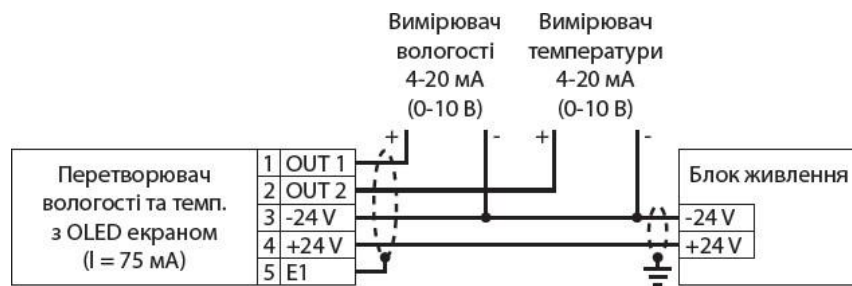 Вимірювач
вологості
4-20 мА
(0-10 В)
Вимірювач
температури
4-20 мА
(0-10 В)
+
-
+
-
Перетворювач
вологості та темп.
з OLED екраном
(I = 75 мА)
1 OUT 1
2 OUT 2
3 -24 V
4 +24 V
5 E1
Блок живлення
-24 V
+24 V